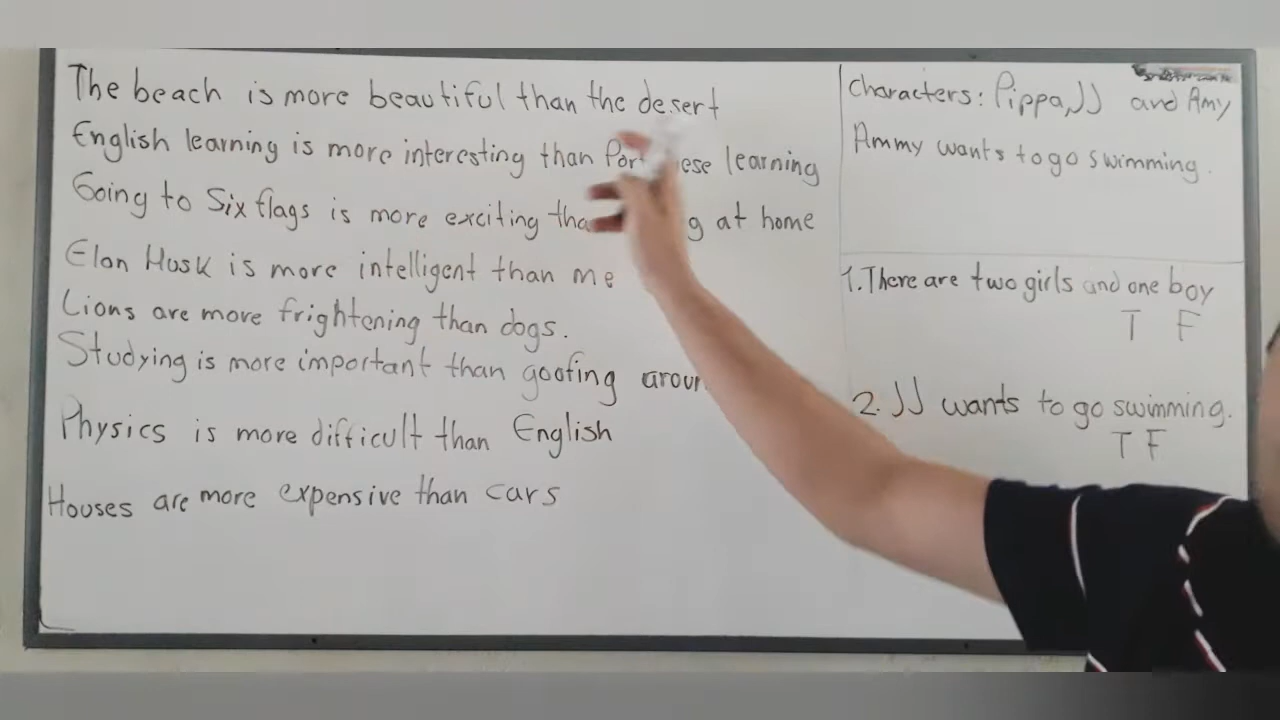 The beach is more beautiful than the desert
English learning is more interesting than learning
Going to Six flags is more exciting at home
Elon Husk is more intelligent than me
Lions are more frightening than dogs.
Studying is more important than goofing
Physics is more difficult than English
Houses are more expensive than cars
Characters: Pippa, JJ and Amy
Ammy wants to go swimming.
1. There are two girls and one boy
T F
2. JJ wants to go swimming.
T F